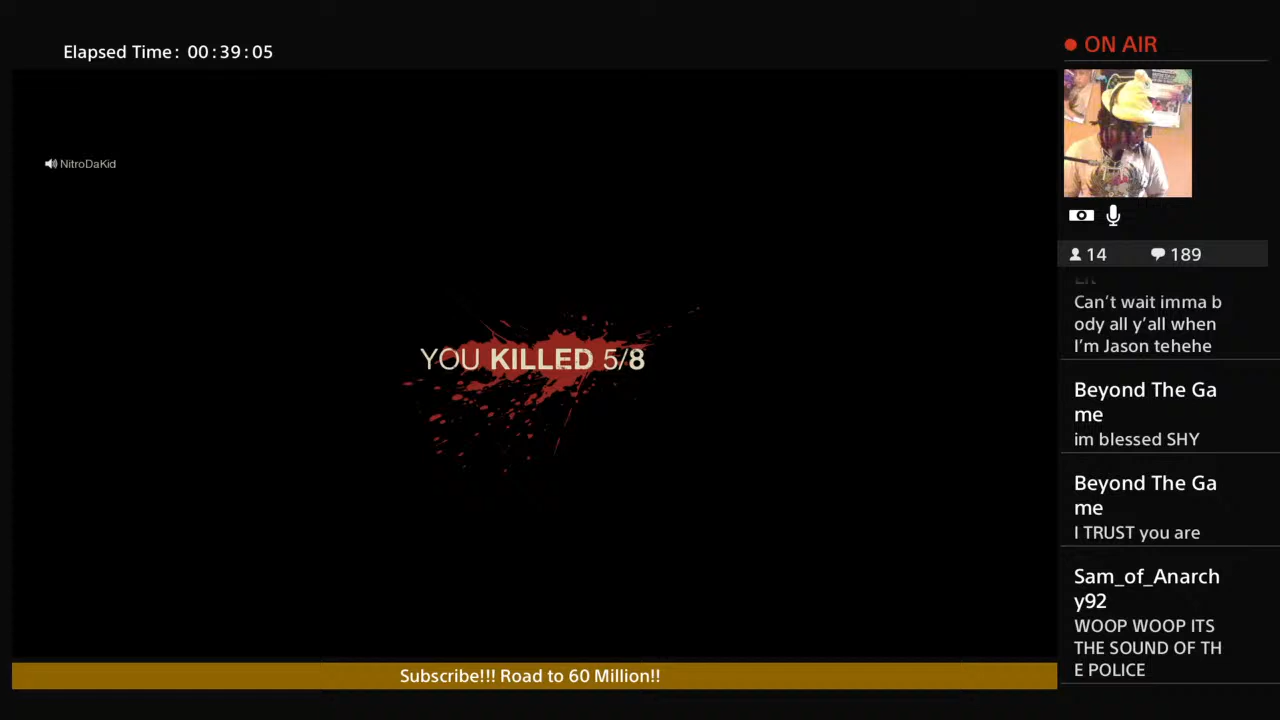 Elapsed Time: 00:39:05
ON AIR
NitroDaKid
14 189
Can't wait imma b
ody all y'all when
I'm Jason tehehe
YOU KILLED 5/8
Beyond The Ga
me
im blessed SHY
Beyond The Ga
me
I TRUST you are
Sam_of_Anarch
y92
WOOP WOOP ITS
THE SOUND OF TH
E POLICE
Subscribe!!! Road to 60 Million!!